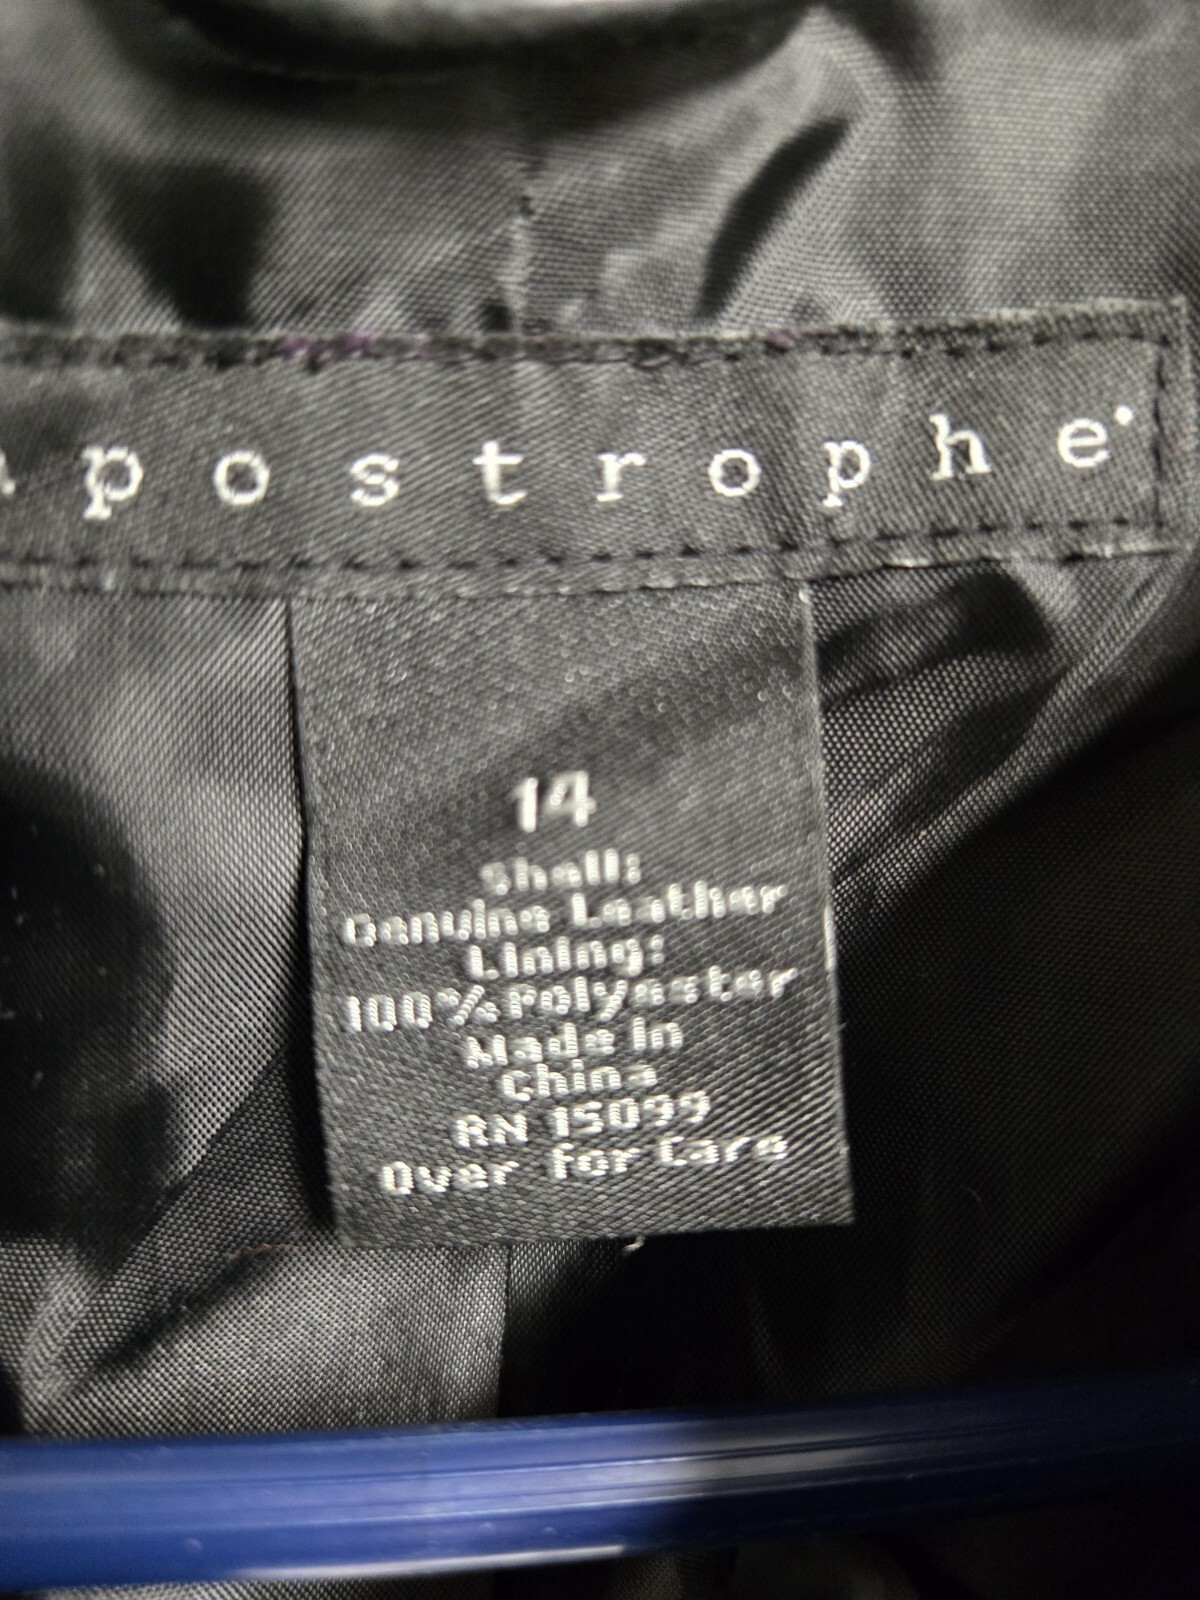 apostrophe
14
Shell:
Genuine Leather
Lining:
100% Polyester
Made in
China
RN 15099
Over for Care